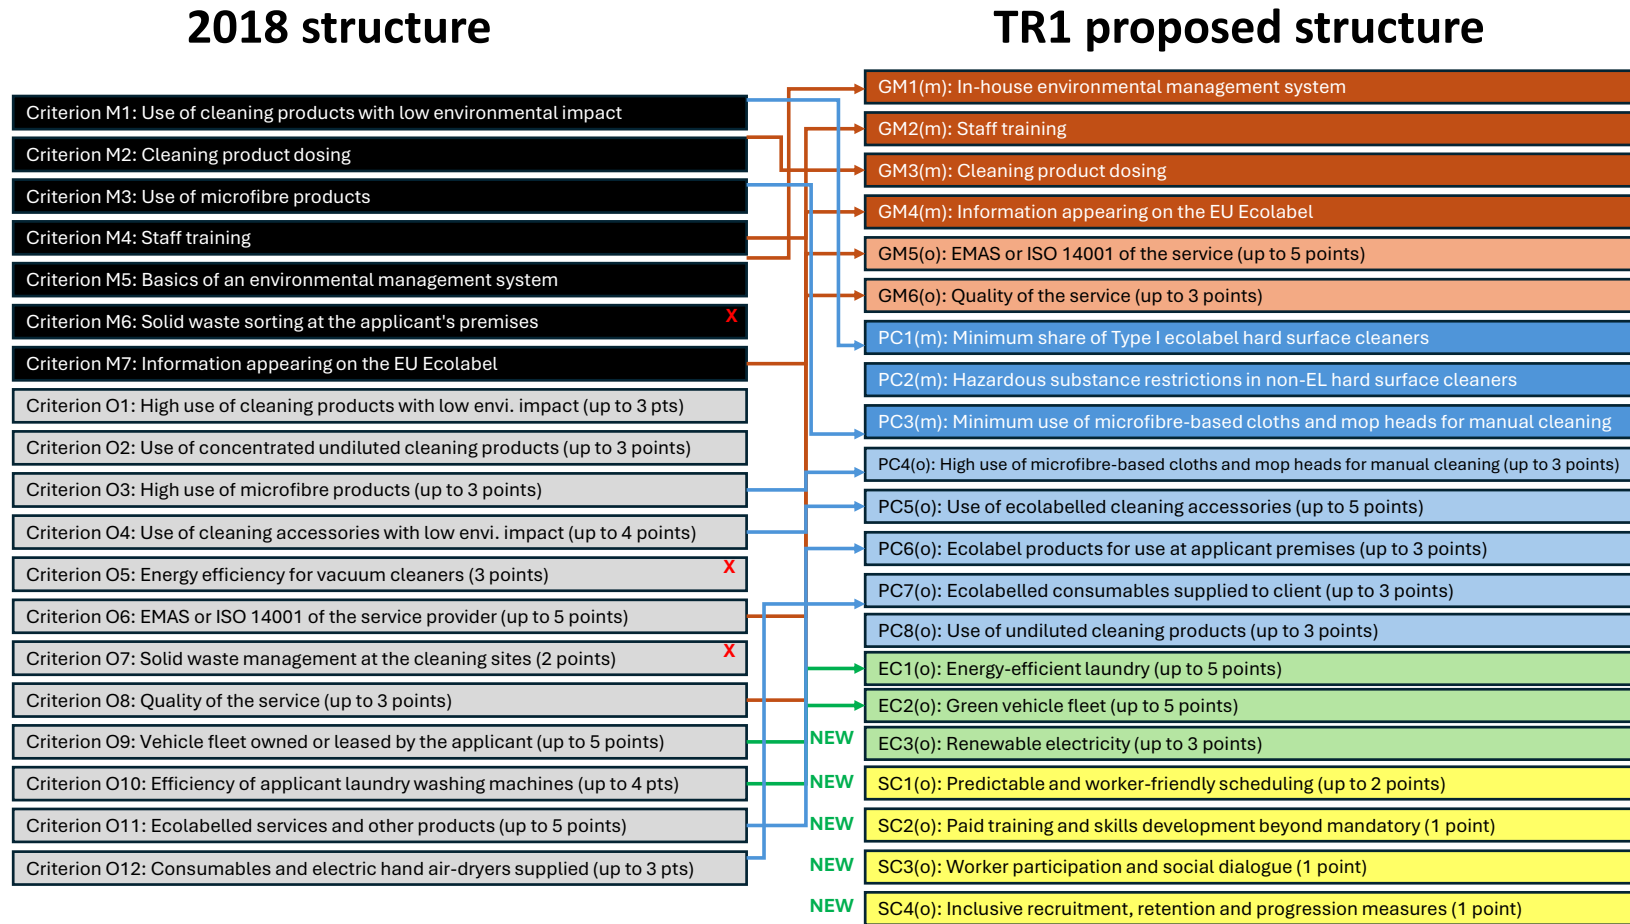 2018 structure
Criterion M1: Use of cleaning products with low environmental impact
Criterion M2: Cleaning product dosing
Criterion M3: Use of microfibre products
Criterion M4: Staff training
Criterion M5: Basics of an environmental management system
Criterion M6: Solid waste sorting at the applicant's premises X
Criterion M7: Information appearing on the EU Ecolabel
Criterion O1: High use of cleaning products with low envi. impact (up to 3 pts)
Criterion O2: Use of concentrated undiluted cleaning products (up to 3 points)
Criterion O3: High use of microfibre products (up to 3 points)
Criterion O4: Use of cleaning accessories with low envi. impact (up to 4 points)
Criterion O5: Energy efficiency for vacuum cleaners (3 points) X
Criterion O6: EMAS or ISO 14001 of the service provider (up to 5 points)
Criterion O7: Solid waste management at the cleaning sites (2 points) X
Criterion O8: Quality of the service (up to 3 points)
Criterion O9: Vehicle fleet owned or leased by the applicant (up to 5 points)
Criterion O10: Efficiency of applicant laundry washing machines (up to 4 pts)
Criterion O11: Ecolabelled services and other products (up to 5 points)
Criterion O12: Consumables and electric hand air-dryers supplied (up to 3 pts)
TR1 proposed structure
GM1(m): In-house environmental management system
GM2(m): Staff training
GM3(m): Cleaning product dosing
GM4(m): Information appearing on the EU Ecolabel
GM5(o): EMAS or ISO 14001 of the service (up to 5 points)
GM6(o): Quality of the service (up to 3 points)
PC1(m): Minimum share of Type I ecolabel hard surface cleaners
PC2(m): Hazardous substance restrictions in non-EL hard surface cleaners
PC3(m): Minimum use of microfibre-based cloths and mop heads for manual cleaning
PC4(o): High use of microfibre-based cloths and mop heads for manual cleaning (up to 3 points)
PC5(o): Use of ecolabelled cleaning accessories (up to 5 points)
PC6(o): Ecolabel products for use at applicant premises (up to 3 points)
PC7(o): Ecolabelled consumables supplied to client (up to 3 points)
PC8(o): Use of undiluted cleaning products (up to 3 points)
EC1(o): Energy-efficient laundry (up to 5 points)
EC2(o): Green vehicle fleet (up to 5 points)
NEW EC3(o): Renewable electricity (up to 3 points)
NEW SC1(o): Predictable and worker-friendly scheduling (up to 2 points)
NEW SC2(o): Paid training and skills development beyond mandatory (1 point)
NEW SC3(o): Worker participation and social dialogue (1 point)
NEW SC4(o): Inclusive recruitment, retention and progression measures (1 point)